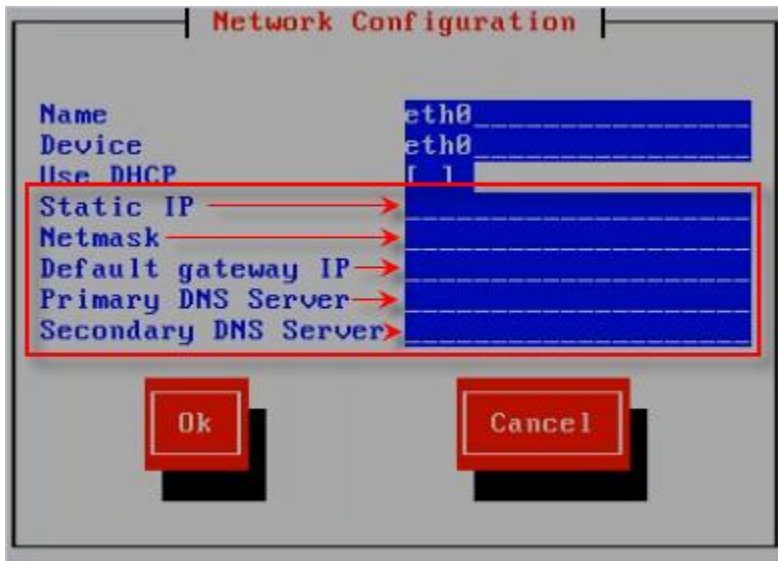 Network Configuration
Name eth0
Device eth0
Use DHCP [ ]
Static IP
Netmask
Default gateway IP
Primary DNS Server
Secondary DNS Server
Ok Cancel